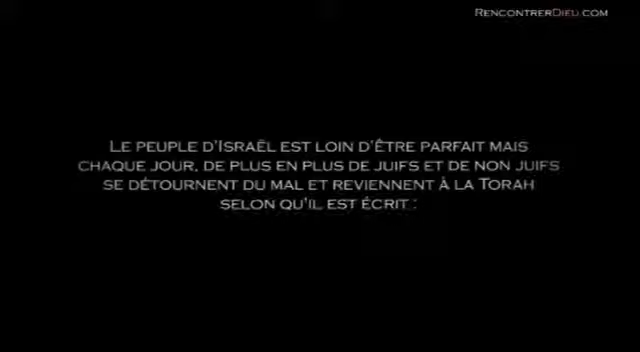 RencontrerDieu.com
Le peuple d'Israël est loin d'être parfait mais
chaque jour, de plus en plus de juifs et de non juifs
se détournent du mal et reviennent à la Torah
selon qu'il est écrit :